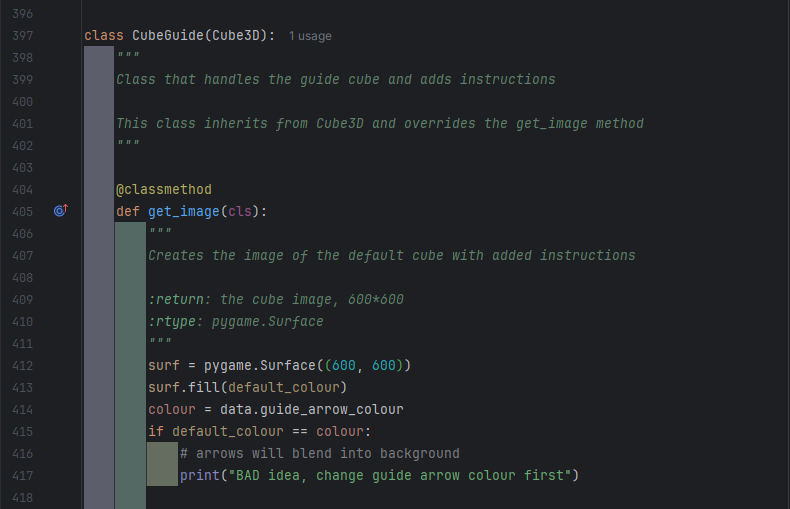 396
397 class CubeGuide(Cube3D): 1 usage
398 """
399 Class that handles the guide cube and adds instructions
400
401 This class inherits from Cube3D and overrides the get_image method
402 """
403
404 @classmethod
405 def get_image(cls):
406 """
407 Creates the image of the default cube with added instructions
408
409 :return: the cube image, 600*600
410 :rtype: pygame.Surface
411 """
412 surf = pygame.Surface((600, 600))
413 surf.fill(default_colour)
414 colour = data.guide_arrow_colour
415 if default_colour == colour:
416 # arrows will blend into background
417 print("BAD idea, change guide arrow colour first")
418